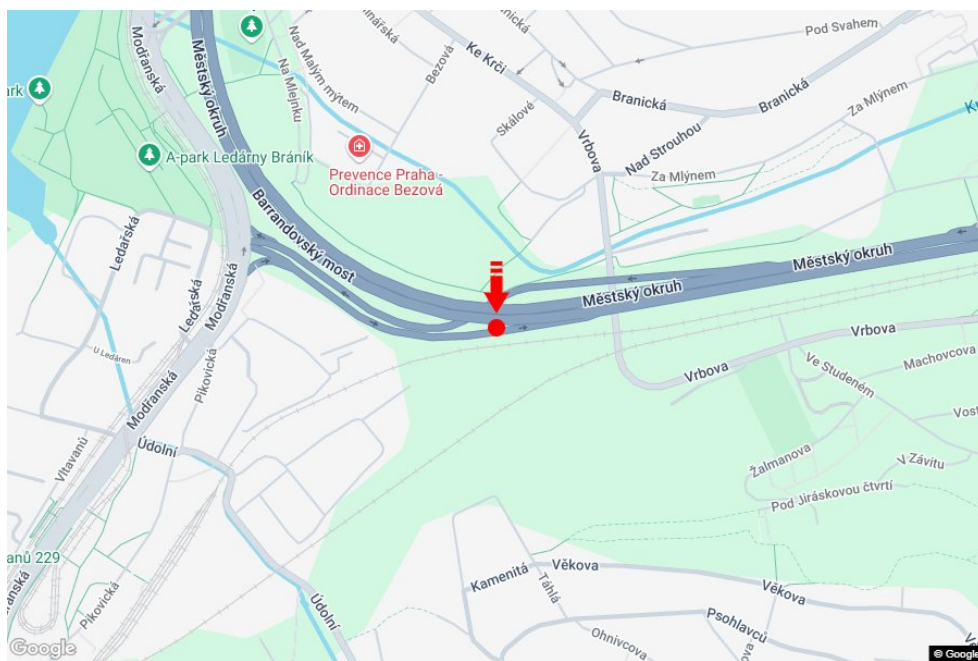 Modřanská
Městský okruh
Nad Malým mýtem
Na Mlejnku
Bezová
Ke Krči
Branická
Pod Svahem
Branická
Branická
Za Mlýnem
Skálové
Vrbova
Nad Strouhou
Za Mlýnem
A-park Ledárny Bráník
Prevence Praha -
Ordinace Bezová
Ledařská
Barrandovský most
Modřanská
Ledařská
Městský okruh
Městský okruh
U Ledáren
Pikovická
Modřanská
Vltavanů
Údolní
Vrbova
Vrbova
Ve Studeném
Machovcova
Žalmanova
V Závitu
Pod Jiráskovou čtvrtí
Pikovická
Údolní
Kamenitá
Věkova
Táhlá
Věkova
Psohlavců
Ohnivcova
Google
© Google